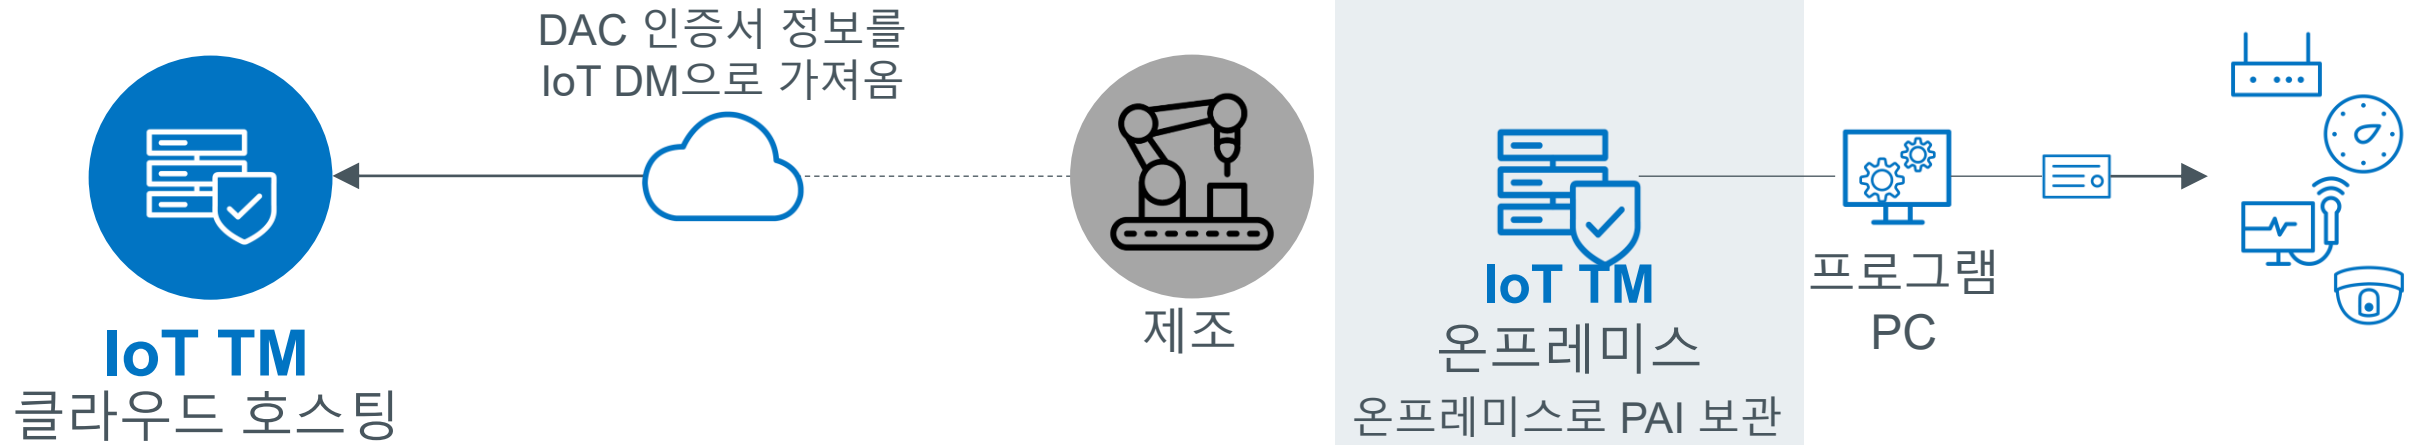 DAC 인증서 정보를
IoT DM으로 가져옴
IoT TM
클라우드 호스팅
제조
IoT TM
온프레미스
온프레미스로 PAI 보관
프로그램
PC